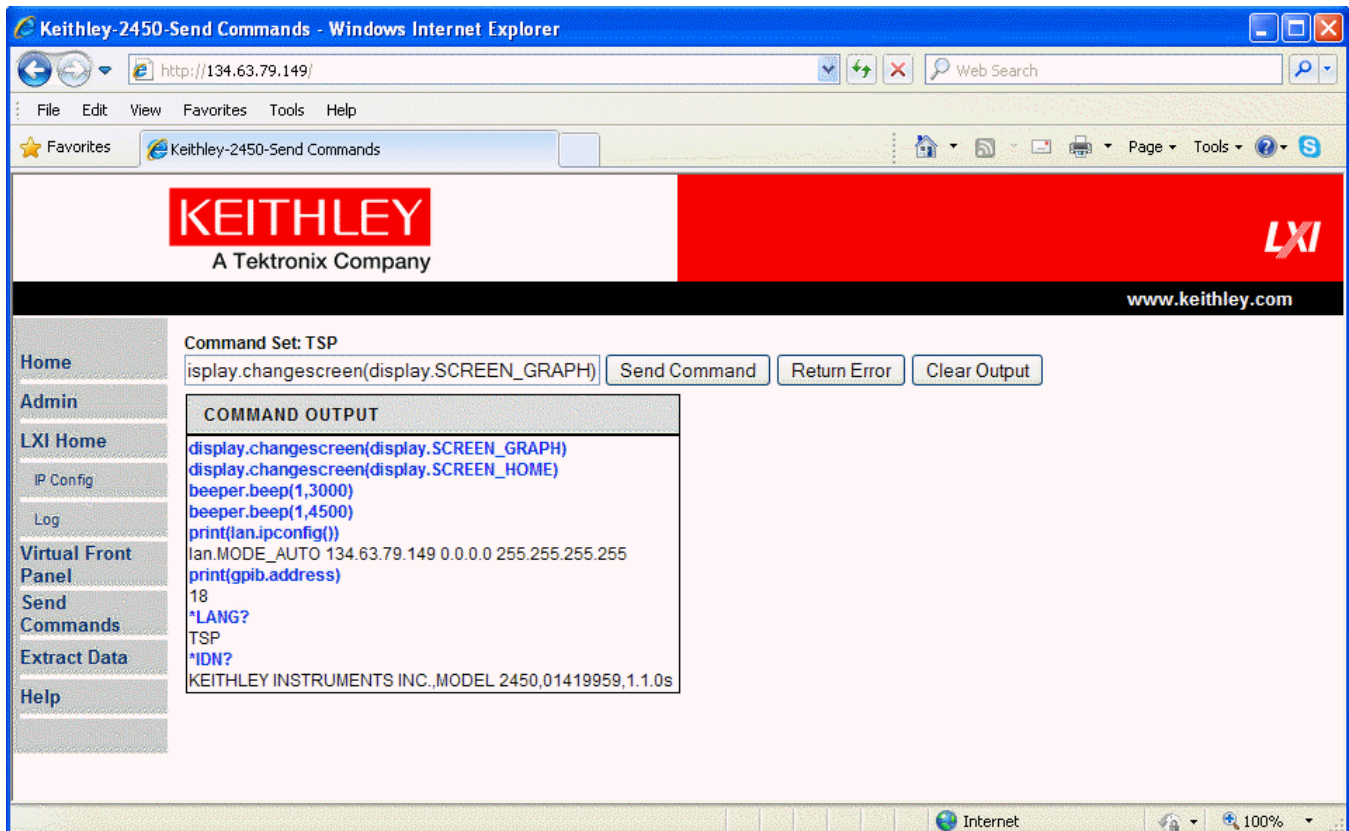 Keithley-2450-Send Commands - Windows Internet Explorer
http://134.63.79.149/
Web Search
File Edit View Favorites Tools Help
Favorites
Keithley-2450-Send Commands
Page Tools
KEITHLEY
A Tektronix Company
LXI
www.keithley.com
Home
Admin
LXI Home
IP Config
Log
Virtual Front
Panel
Send
Commands
Extract Data
Help
Command Set: TSP
isplay.changescreen(display.SCREEN_GRAPH)
Send Command
Return Error
Clear Output
COMMAND OUTPUT
display.changescreen(display.SCREEN_GRAPH)
display.changescreen(display.SCREEN_HOME)
beeper.beep(1,3000)
beeper.beep(1,4500)
print(lan.ipconfig())
lan.MODE_AUTO 134.63.79.149 0.0.0.0 255.255.255.255
print(gpib.address)
18
*LANG?
TSP
*IDN?
KEITHLEY INSTRUMENTS INC.,MODEL 2450,01419959,1.1.0s
Internet
100%